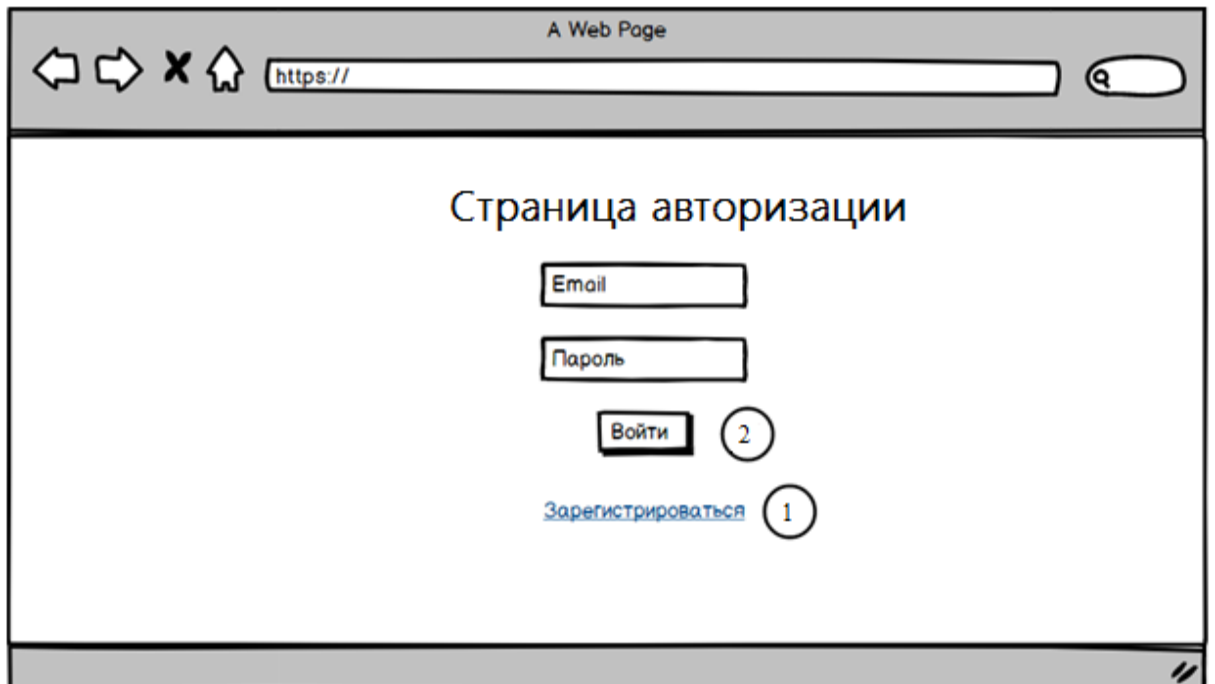 A Web Page
https://
Страница авторизации
Email
Пароль
Войти 2
Зарегистрироваться 1